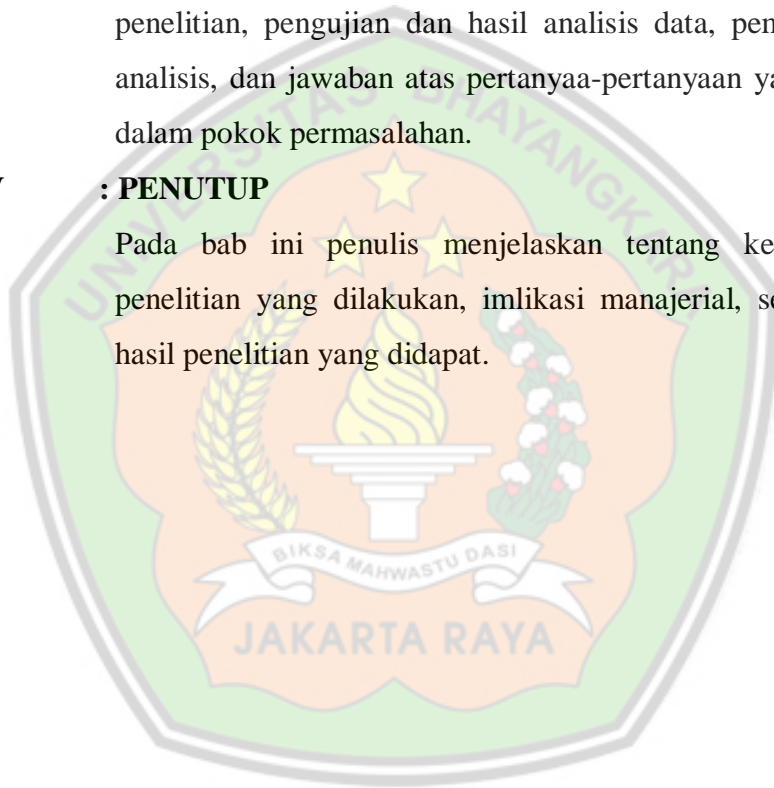 penelitian, pengujian dan hasil analisis data, pen
analisis, dan jawaban atas pertanyaa-pertanyaan ya
dalam pokok permasalahan.
: PENUTUP
Pada bab ini penulis menjelaskan tentang ke
penelitian yang dilakukan, imlikasi manajerial, se
hasil penelitian yang didapat.
UNIVERSITAS BHAYANGKARA
BIKSA MAHWASTU DASI
JAKARTA RAYA